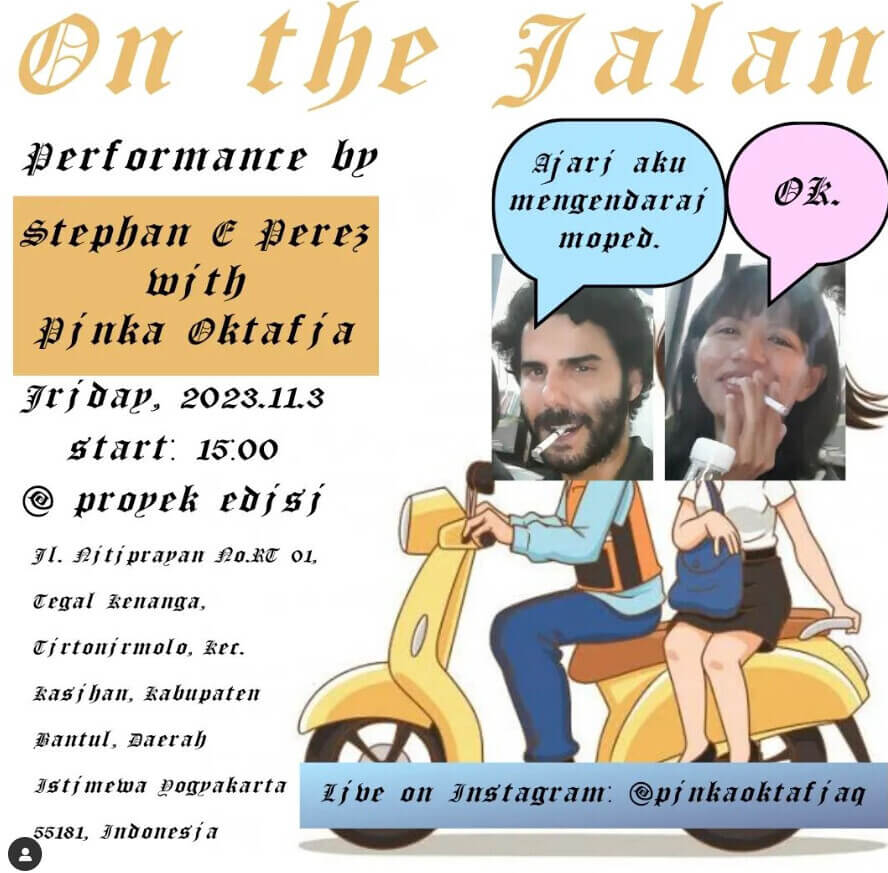 On the Jalan
Performance by
Stephan E Perez
with
Pinka Oktafia
Friday, 2023.11.3
start: 15:00
@ proyek edisi
Jl. Nitiprayan No.RT 01,
Tegal Kenanga,
Tirtonirmolo, Kec.
Kasihan, Kabupaten
Bantul, Daerah
Istimewa Yogyakarta
55181, Indonesia
Ajari aku
mengendarai
moped.
OK.
Live on Instagram: @pinkaoktafiaq